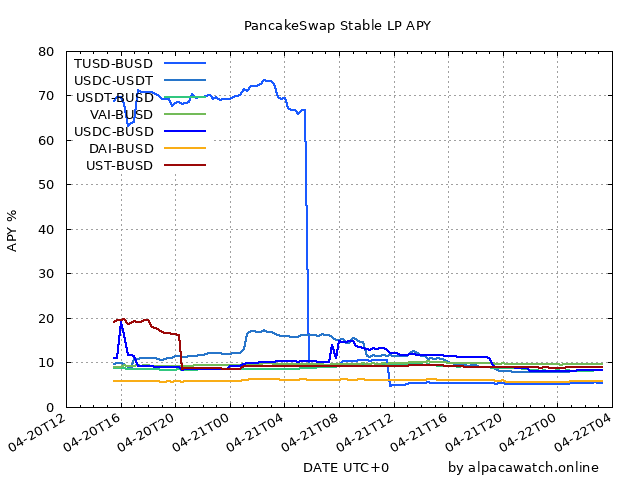 PancakeSwap Stable LP APY
80
70
60
50
40
30
20
10
0
APY %
TUSD-BUSD
USDC-USDT
USDT-BUSD
VAI-BUSD
USDC-BUSD
DAI-BUSD
UST-BUSD
04-20T12
04-20T16
04-20T20
04-21T00
04-21T04
04-21T08
04-21T12
04-21T16
04-21T20
04-22T00
04-22T04
DATE UTC+0
by alpacawatch.online